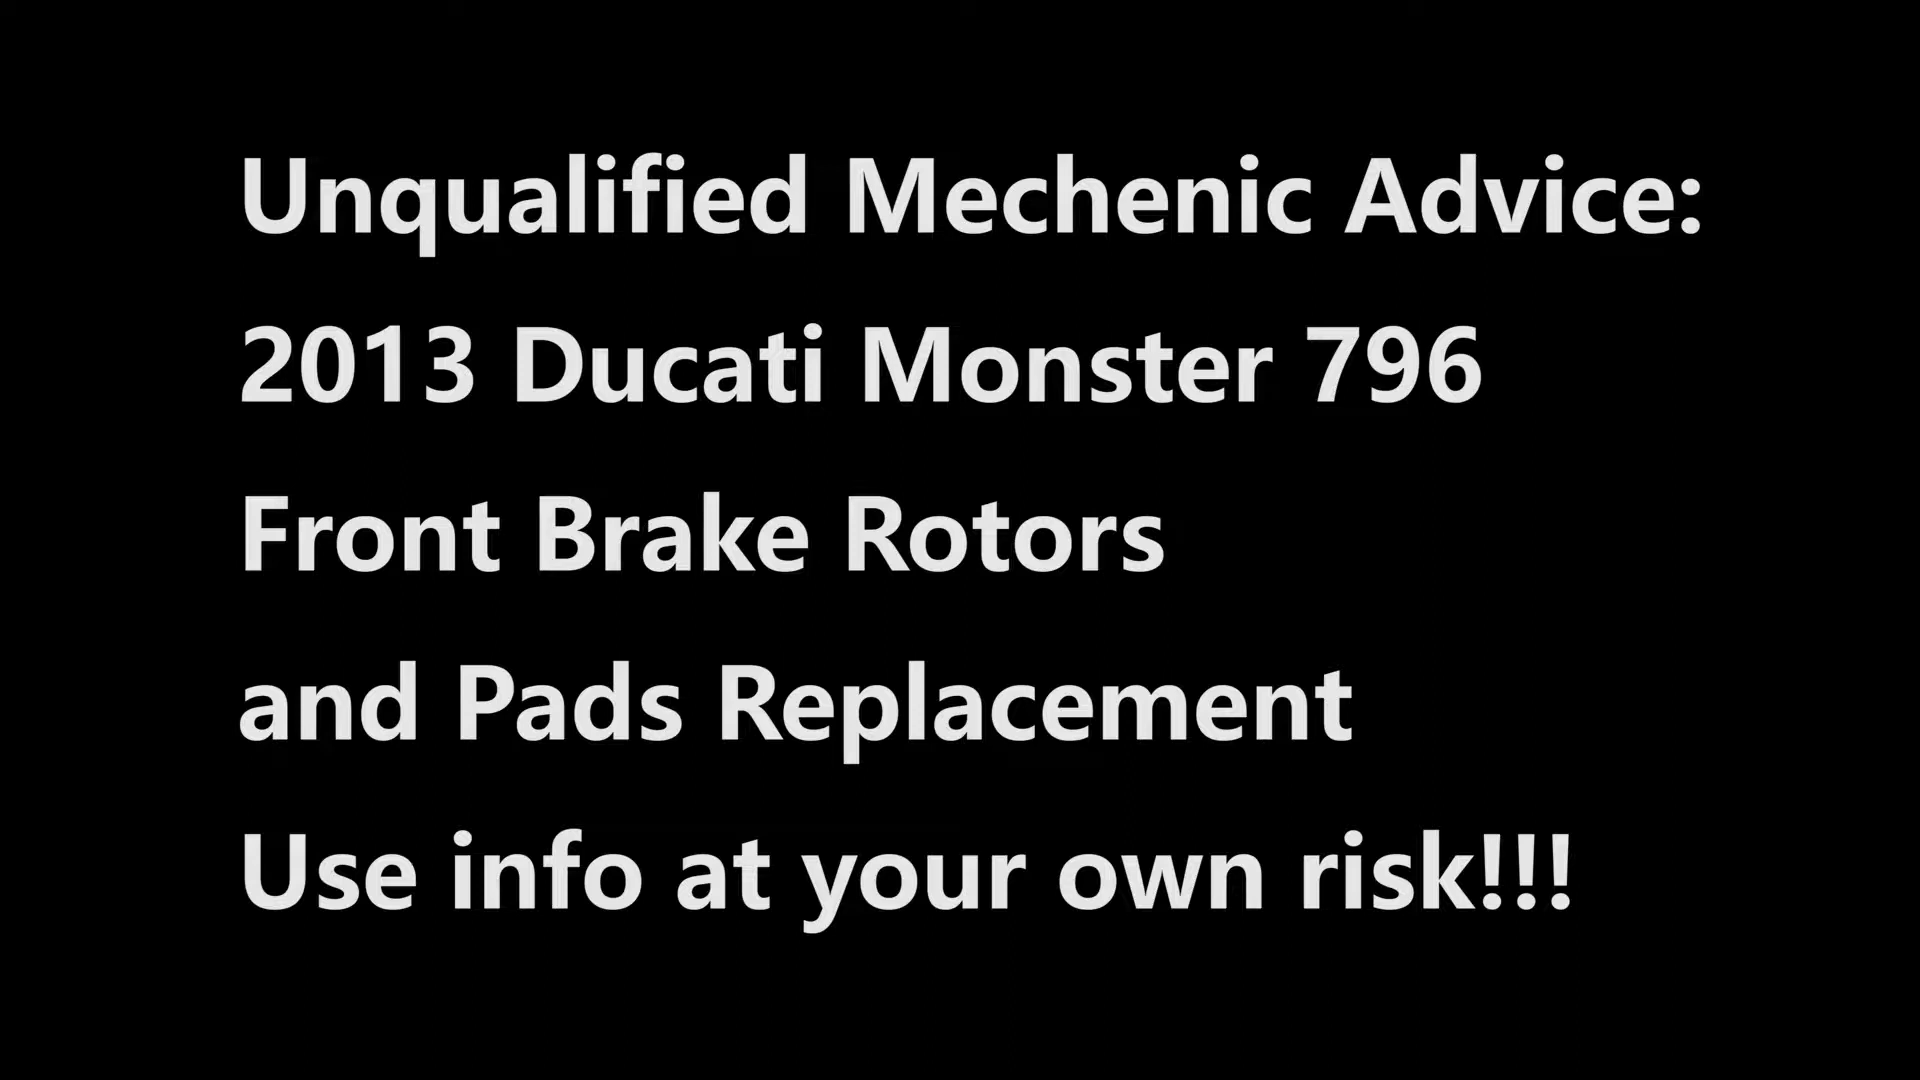 Unqualified Mechenic Advice:
2013 Ducati Monster 796
Front Brake Rotors
and Pads Replacement
Use info at your own risk!!!